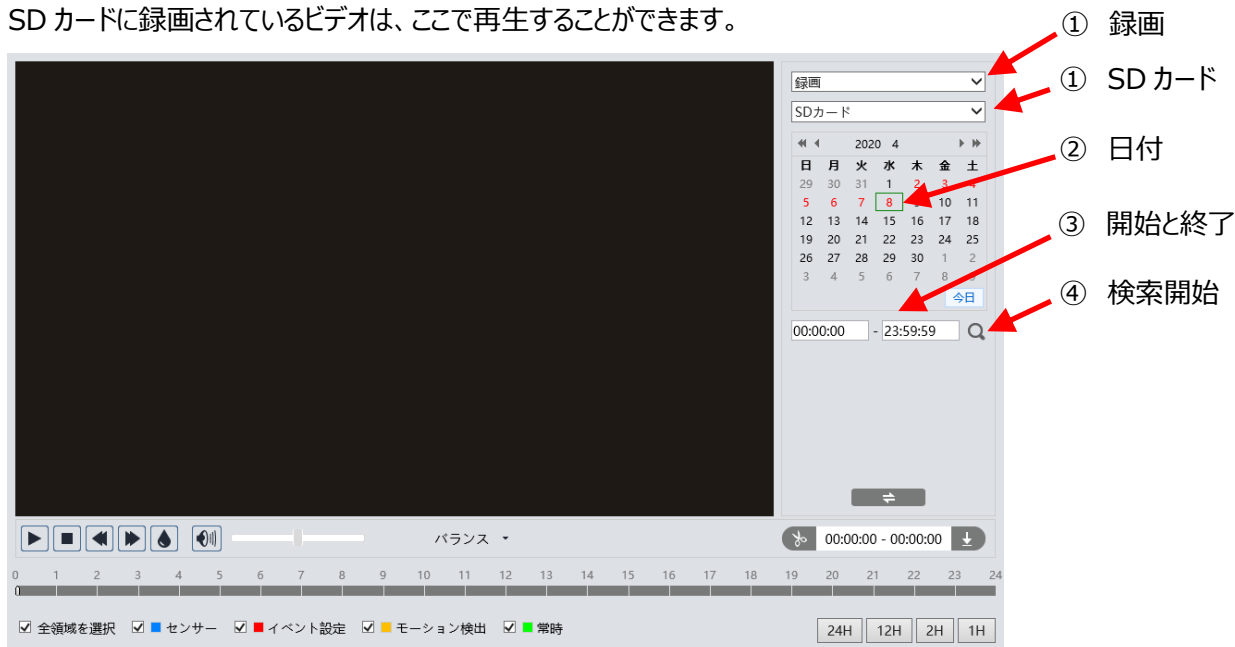 SD カードに録画されているビデオは、ここで再生することができます。
① 録画
① SD カード
② 日付
③ 開始と終了
④ 検索開始
録画
SDカード
2020 4
日 月 火 水 木 金 土
29 30 31 1 2 3 4
5 6 7 8 9 10 11
12 13 14 15 16 17 18
19 20 21 22 23 24 25
26 27 28 29 30 1 2
3 4 5 6 7 8 9
今日
00:00:00 - 23:59:59
バランス
00:00:00 - 00:00:00
0 1 2 3 4 5 6 7 8 9 10 11 12 13 14 15 16 17 18 19 20 21 22 23 24
全領域を選択 センサー イベント設定 モーション検出 常時
24H 12H 2H 1H